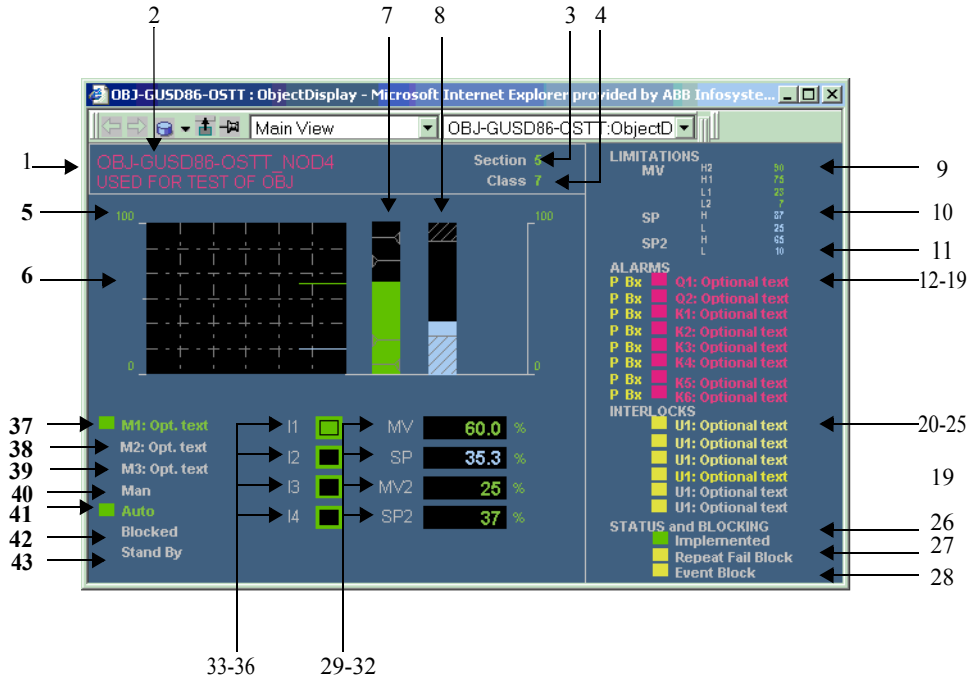 2 7 8 3 4
OBJ-GUSD86-OSTT : ObjectDisplay - Microsoft Internet Explorer provided by ABB Infosyste...
Main View OBJ-GUSD86-OSTT:ObjectD
1 OBJ-GUSD86-OSTT_NOD4 Section 5
USED FOR TEST OF OBJ Class 7
LIMITATIONS
MV H2 90 9
H1 75
L1 23
L2 7
SP H 87 10
L 25
SP2 H 65
L 10 11
5 100 100
6
0 0
ALARMS 12-19
P Bx Q1: Optional text
P Bx Q2: Optional text
P Bx K1: Optional text
P Bx K2: Optional text
P Bx K3: Optional text
P Bx K4: Optional text
P Bx K5: Optional text
P Bx K6: Optional text
INTERLOCKS
U1: Optional text 20-25
U1: Optional text
U1: Optional text
U1: Optional text 19
U1: Optional text
U1: Optional text
STATUS and BLOCKING 26
Implemented
Repeat Fail Block 27
Event Block 28
37 M1: Opt. text I1 MV 60.0 %
38 M2: Opt. text I2 SP 35.3 %
39 M3: Opt. text I3 MV2 25 %
40 Man
41 Auto I4 SP2 37 %
42 Blocked
43 Stand By
33-36 29-32